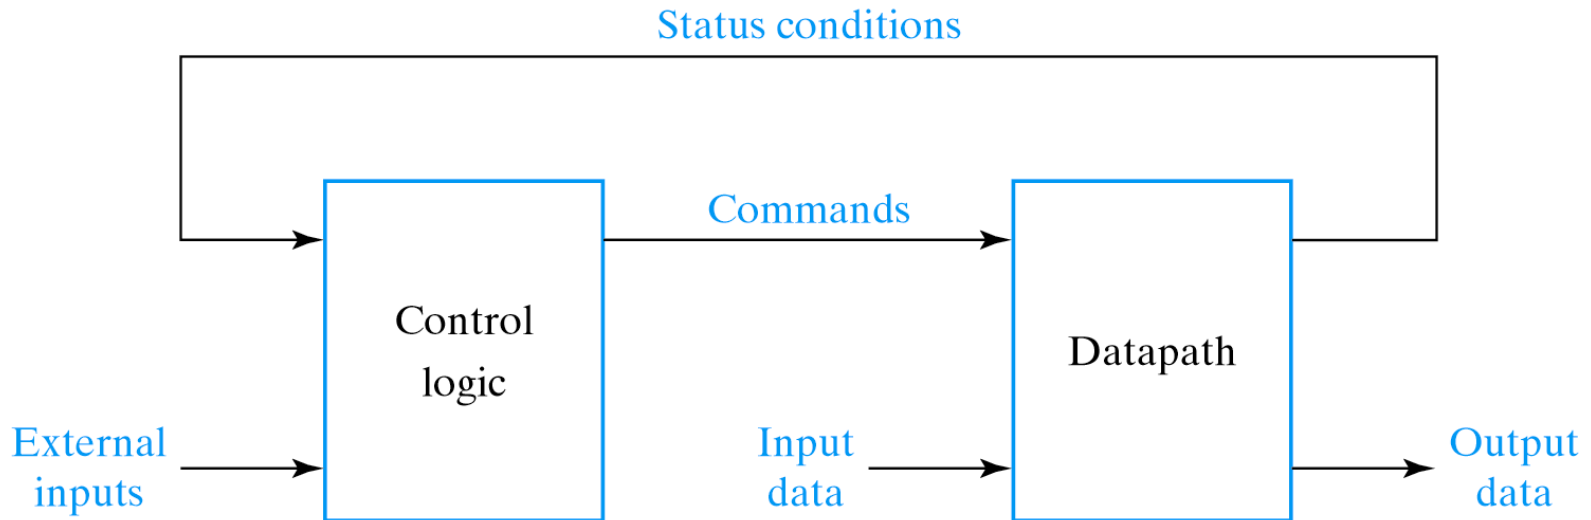 Status conditions
Commands
Control
logic
Datapath
External
inputs
Input
data
Output
data